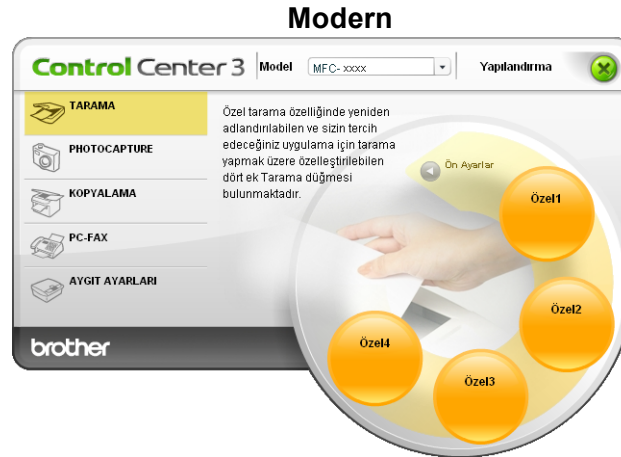 Modern
Control Center 3 Model MFC- xxxx Yapılandırma
TARAMA
PHOTOCAPTURE
KOPYALAMA
PC-FAX
AYGIT AYARLARI
Özel tarama özelliğinde yeniden
adlandırılabilen ve sizin tercih
edeceğiniz uygulama için tarama
yapmak üzere özelleştirilebilen
dört ek Tarama düğmesi
bulunmaktadır.
Ön Ayarlar
Özel1
Özel2
Özel3
Özel4
brother